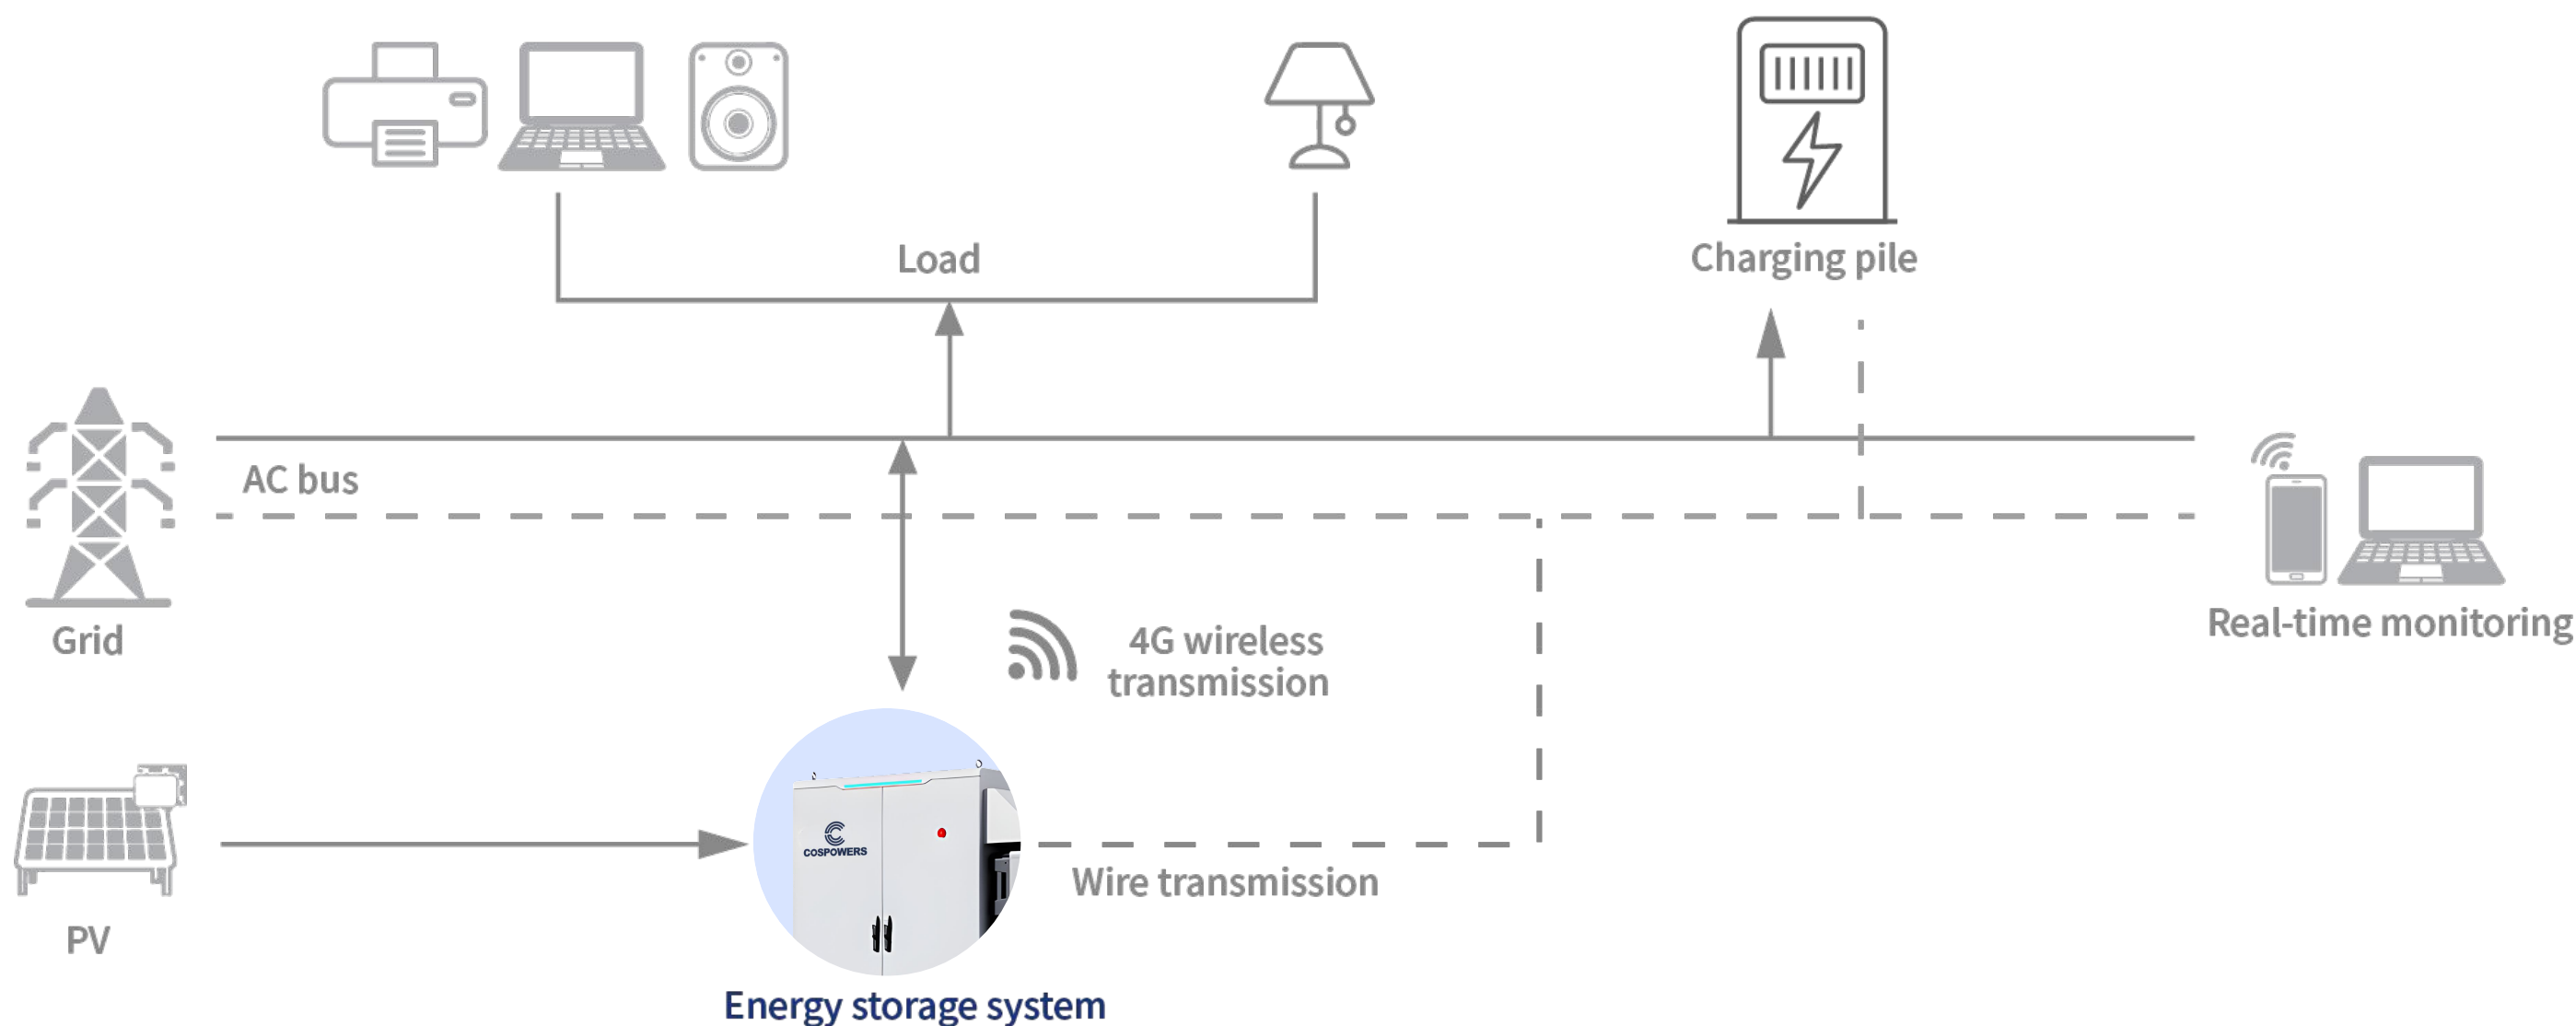 Load
Charging pile
AC bus
Grid
4G wireless
transmission
Real-time monitoring
COSPOWERS
Wire transmission
PV
Energy storage system